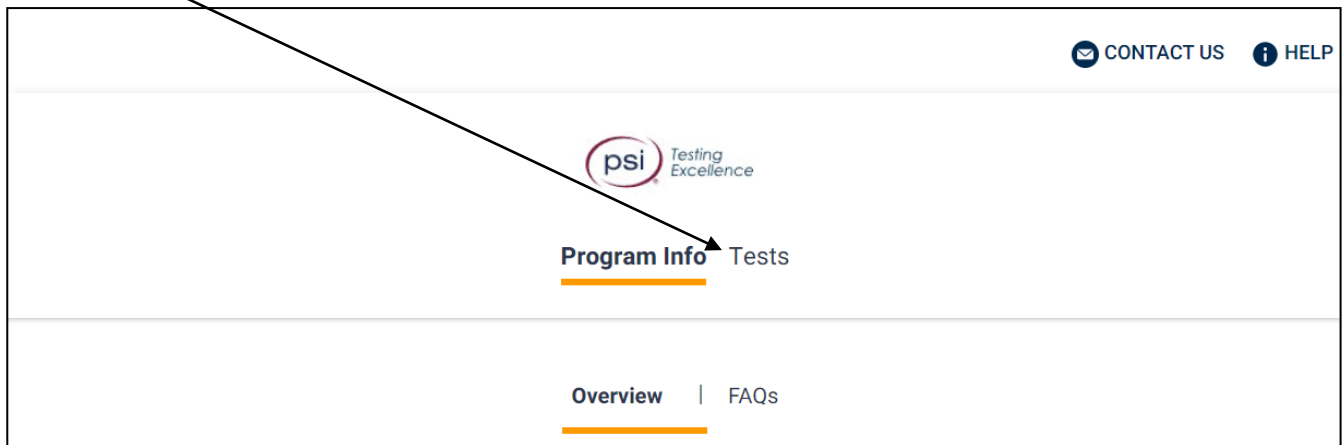 CONTACT US HELP
psi Testing
Excellence
Program Info Tests
Overview | FAQs